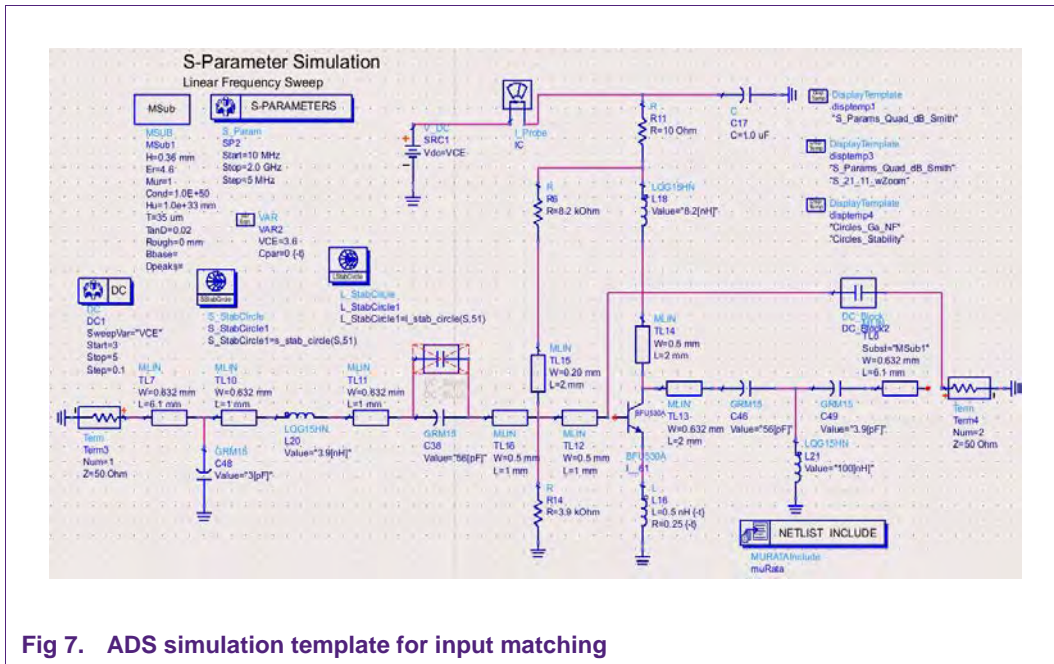 S-Parameter Simulation
Linear Frequency Sweep
MSub
MSUB
MSub1
H=0.36 mm
Er=4.6
Mur=1
Cond=1.0E+50
Hu=1.0e+33 mm
T=35 um
TanD=0.02
Rough=0 mm
Bbase=
Dpeaks=
S-PARAMETERS
S_Param
SP2
Start=10 MHz
Stop=2.0 GHz
Step=5 MHz
VAR
VAR2
VCE=3.6
Cpar=0 {-t}
V_DC
SRC1
Vdc=VCE
I_Probe
IC
R
R11
R=10 Ohm
C
C17
C=1.0 uF
DisplayTemplate
disptemp1
"S_Params_Quad_dB_Smith"
DisplayTemplate
disptemp3
"S_Params_Quad_dB_Smith"
"S_21_11_wZoom"
DisplayTemplate
disptemp4
"Circles_Ga_NF"
"Circles_Stability"
R
R6
R=8.2 kOhm
LQG15HN
L18
Value="8.2[nH]"
DC
DC
DC1
SweepVar="VCE"
Start=3
Stop=5
Step=0.1
SStabCircle
S_StabCircle
S_StabCircle1
S_StabCircle1=s_stab_circle(S,51)
LStabCircle
L_StabCircle
L_StabCircle1
L_StabCircle1=l_stab_circle(S,51)
DC_Block
DC_Block2
MLIN
TL14
W=0.5 mm
L=2 mm
MLIN
TL15
W=0.20 mm
L=2 mm
TL6
Subst="MSub1"
W=0.632 mm
L=6.1 mm
MLIN
TL7
W=0.632 mm
L=6.1 mm
MLIN
TL10
W=0.632 mm
L=1 mm
MLIN
TL11
W=0.632 mm
L=1 mm
Term
Term3
Num=1
Z=50 Ohm
GRM15
C48
Value="3[pF]"
LQG15HN
L20
Value="3.9[nH]"
GRM15
C38
Value="56[pF]"
MLIN
TL16
W=0.5 mm
L=1 mm
MLIN
TL12
W=0.5 mm
L=1 mm
BFU530A
BFU530A
I__61
MLIN
TL13
W=0.632 mm
L=2 mm
GRM15
C46
Value="56[pF]"
GRM15
C49
Value="3.9[pF]"
Term
Term4
Num=2
Z=50 Ohm
R
R14
R=3.9 kOhm
L
L16
L=0.5 nH {-t}
R=0.25 {-t}
LQG15HN
L21
Value="100[nH]"
NETLIST INCLUDE
MURATAInclude
muRata
Fig 7. ADS simulation template for input matching